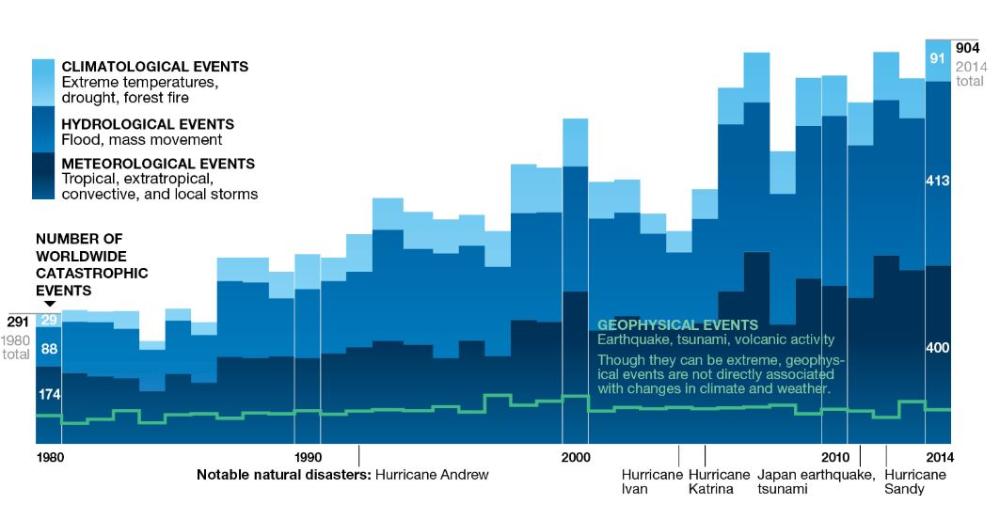 CLIMATOLOGICAL EVENTS
Extreme temperatures,
drought, forest fire
HYDROLOGICAL EVENTS
Flood, mass movement
METEOROLOGICAL EVENTS
Tropical, extratropical,
convective, and local storms
NUMBER OF
WORLDWIDE
CATASTROPHIC
EVENTS
291
1980
total
29
88
174
904
2014
total
91
413
400
GEOPHYSICAL EVENTS
Earthquake, tsunami, volcanic activity
Though they can be extreme, geophys-
ical events are not directly associated
with changes in climate and weather.
1980
1990
2000
2010
2014
Notable natural disasters: Hurricane Andrew
Hurricane
Ivan
Hurricane
Katrina
Japan earthquake,
tsunami
Hurricane
Sandy